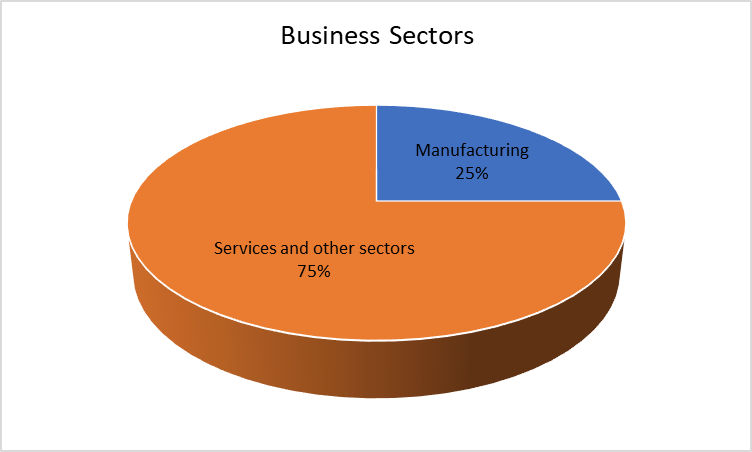 Business Sectors
Manufacturing
25%
Services and other sectors
75%